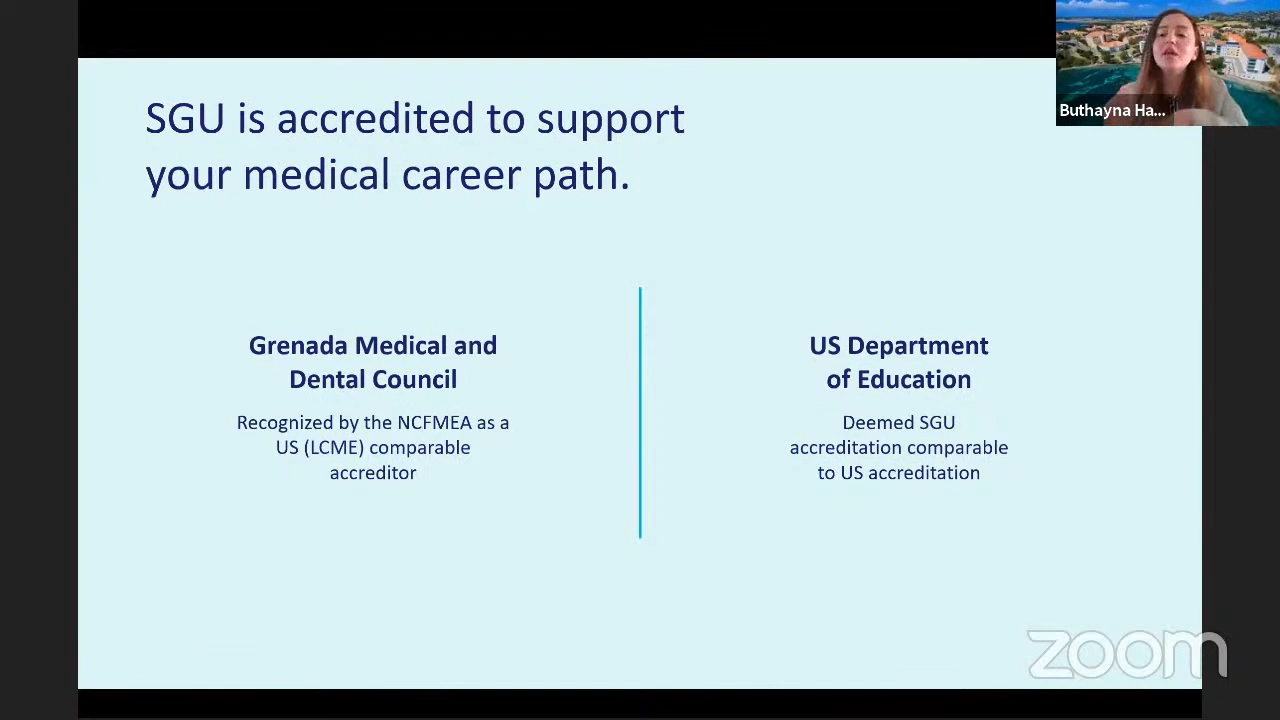 SGU is accredited to support
your medical career path.
Buthayna Ha...
Grenada Medical and
Dental Council
Recognized by the NCFMEA as a
US (LCME) comparable
accreditor
US Department
of Education
Deemed SGU
accreditation comparable
to US accreditation
zoom